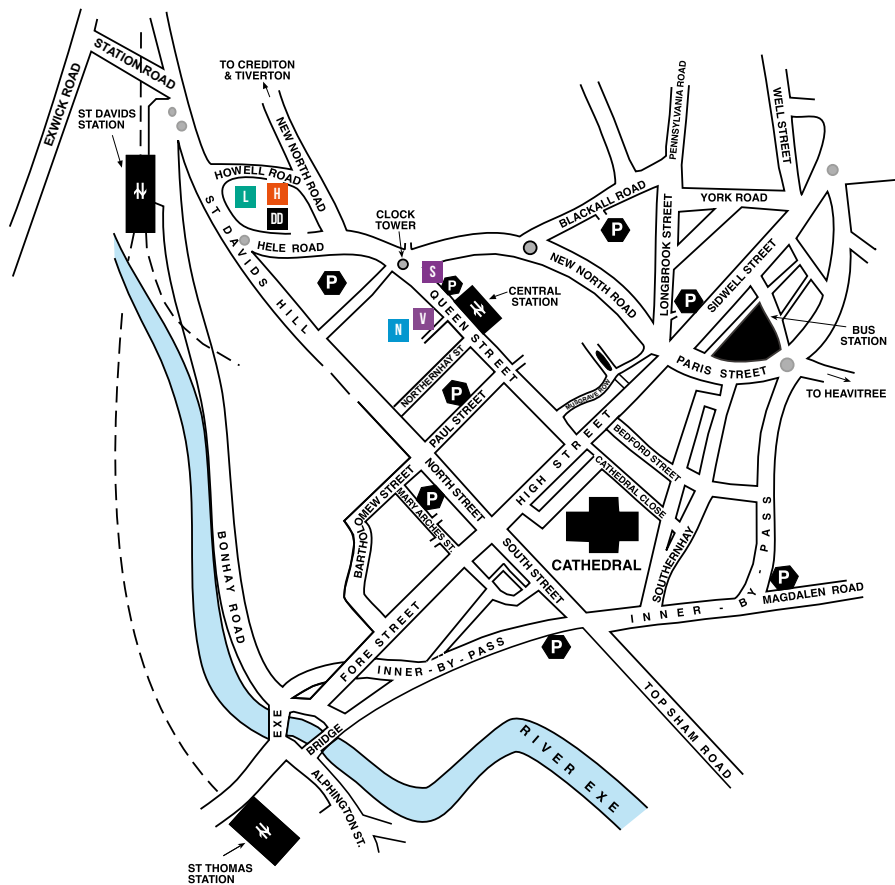 STATION ROAD
EXWICK ROAD
TO CREDITON
& TIVERTON
ST DAVIDS
STATION
NEW NORTH ROAD
HOWELL ROAD
L
H
DD
ST DAVIDS HILL
HELE ROAD
CLOCK
TOWER
P
S
P
QUEEN STREET
CENTRAL
STATION
N
V
BLACKALL ROAD
P
PENNSYLVANIA ROAD
WELL STREET
YORK ROAD
LONGBROOK STREET
NEW NORTH ROAD
P
SIDWELL STREET
BUS
STATION
PARIS STREET
TO HEAVITREE
NORTHERNHAY ST.
P
PAUL STREET
MUSGRAVE ROW
HIGH STREET
BEDFORD STREET
CATHEDRAL CLOSE
NORTH STREET
P
MARY ARCHES ST.
BARTHOLOMEW STREET
CATHEDRAL
SOUTH STREET
SOUTHERNHAY
INNER-BY-PASS
P
MAGDALEN ROAD
BONHAY ROAD
FORE STREET
INNER-BY-PASS
P
TOPSHAM ROAD
EXE
BRIDGE
RIVER EXE
ALPHINGTON ST.
ST THOMAS
STATION